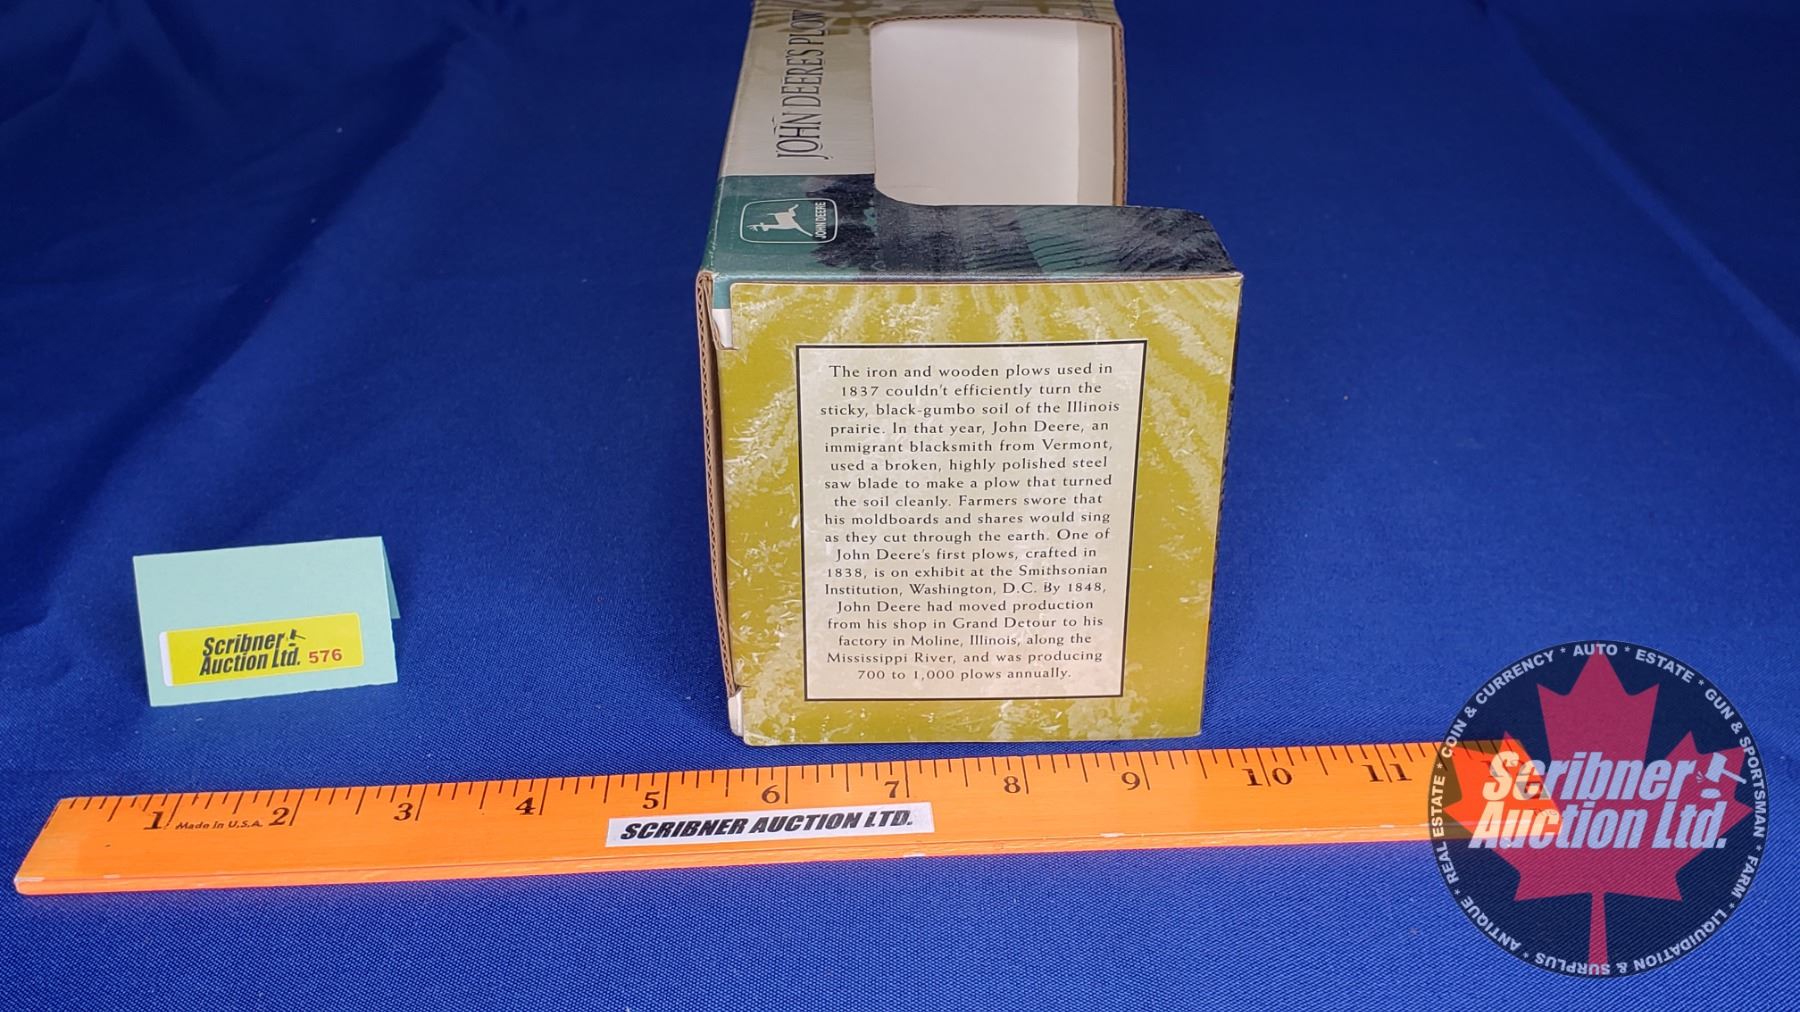 JOHN DEERE'S PLOW
JOHN DEERE
The iron and wooden plows used in
1837 couldn't efficiently turn the
sticky, black-gumbo soil of the Illinois
prairie. In that year, John Deere, an
immigrant blacksmith from Vermont,
used a broken, highly polished steel
saw blade to make a plow that turned
the soil cleanly. Farmers swore that
his moldboards and shares would sing
as they cut through the earth. One of
John Deere's first plows, crafted in
1838, is on exhibit at the Smithsonian
Institution, Washington, D.C. By 1848,
John Deere had moved production
from his shop in Grand Detour to his
factory in Moline, Illinois, along the
Mississippi River, and was producing
700 to 1,000 plows annually.
Scribner
Auction Ltd. 576
1 2 3 4 5 6 7 8 9 10 11
Made In U.S.A.
SCRIBNER AUCTION LTD.
Scribner
Auction Ltd.
REAL ESTATE * COIN & CURRENCY * AUTO * ESTATE * GUN & SPORTSMAN * FARM * LIQUIDATION & SURPLUS * ANTIQUE *